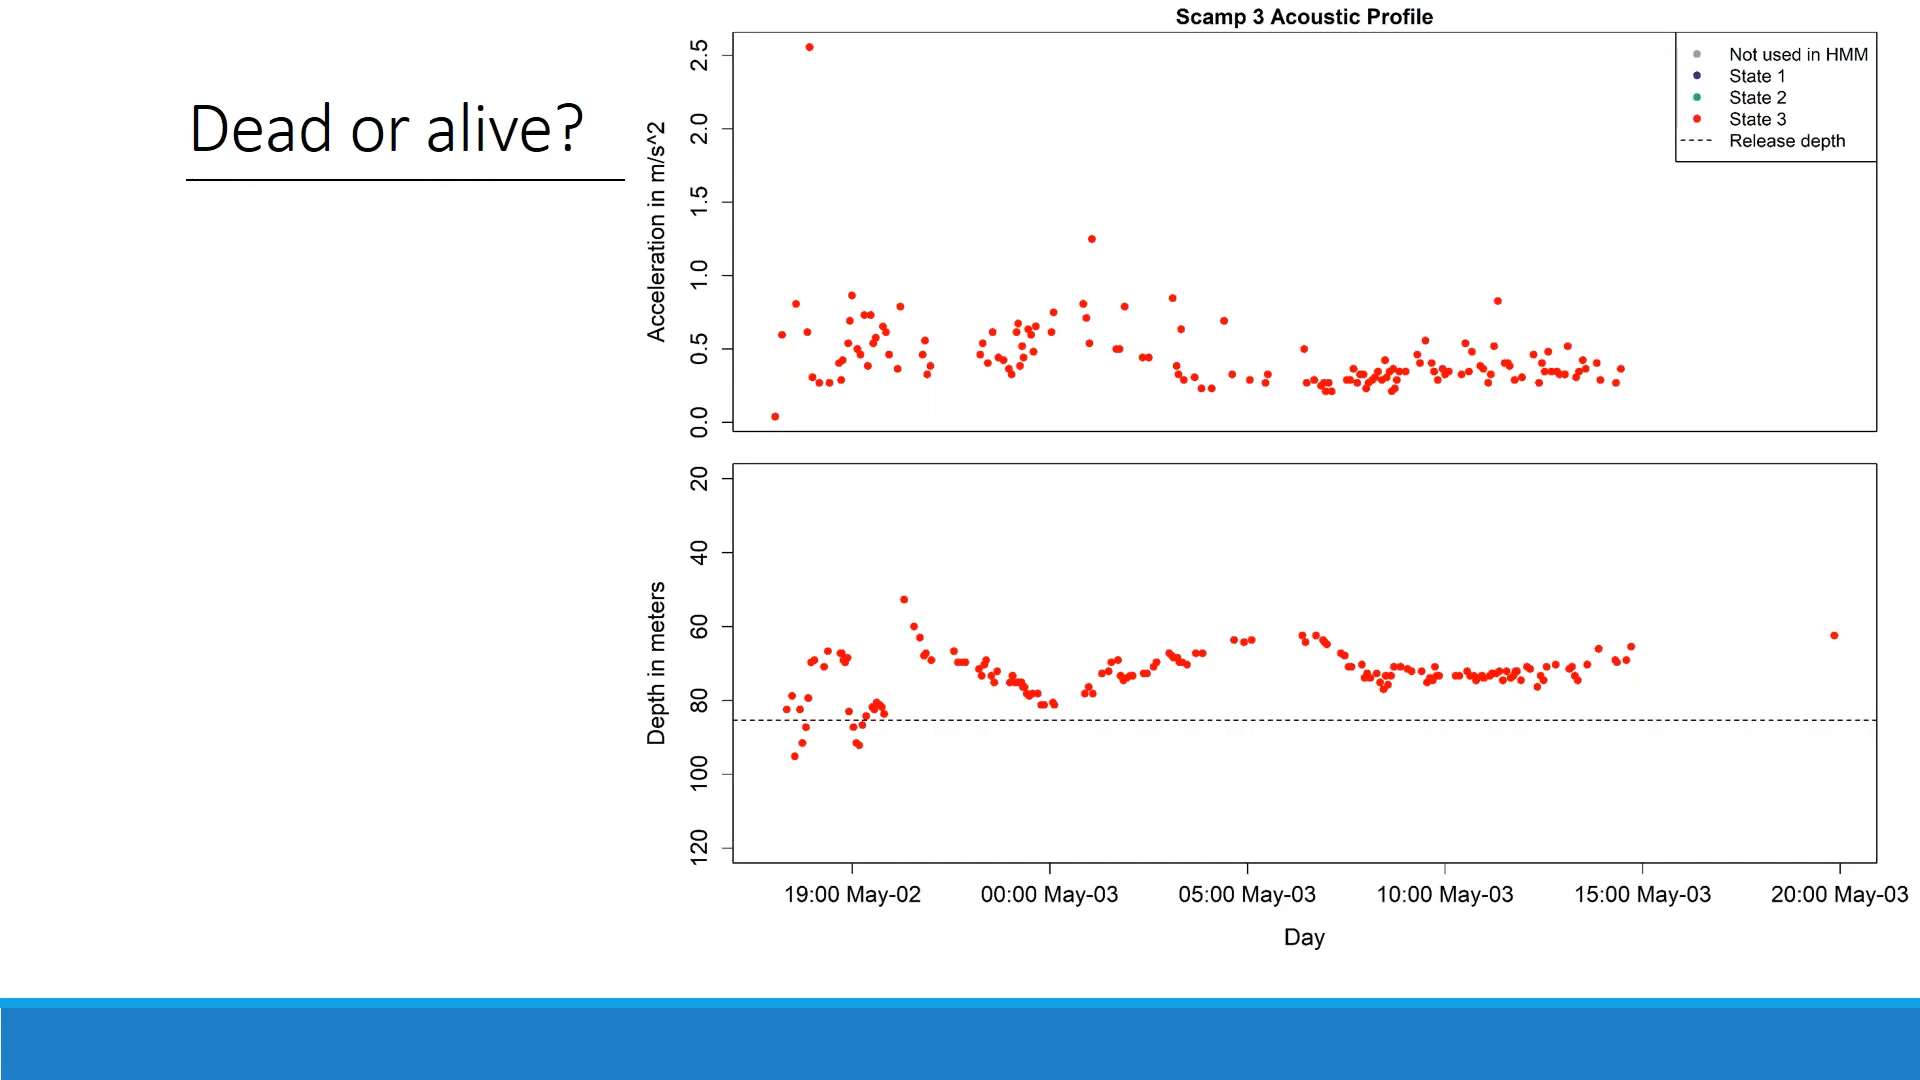 Dead or alive?
Scamp 3 Acoustic Profile
Not used in HMM
State 1
State 2
State 3
Release depth
Acceleration in m/s^2
2.5
2.0
1.5
1.0
0.5
0.0
Depth in meters
20
40
60
80
100
120
19:00 May-02 00:00 May-03 05:00 May-03 10:00 May-03 15:00 May-03 20:00 May-03
Day